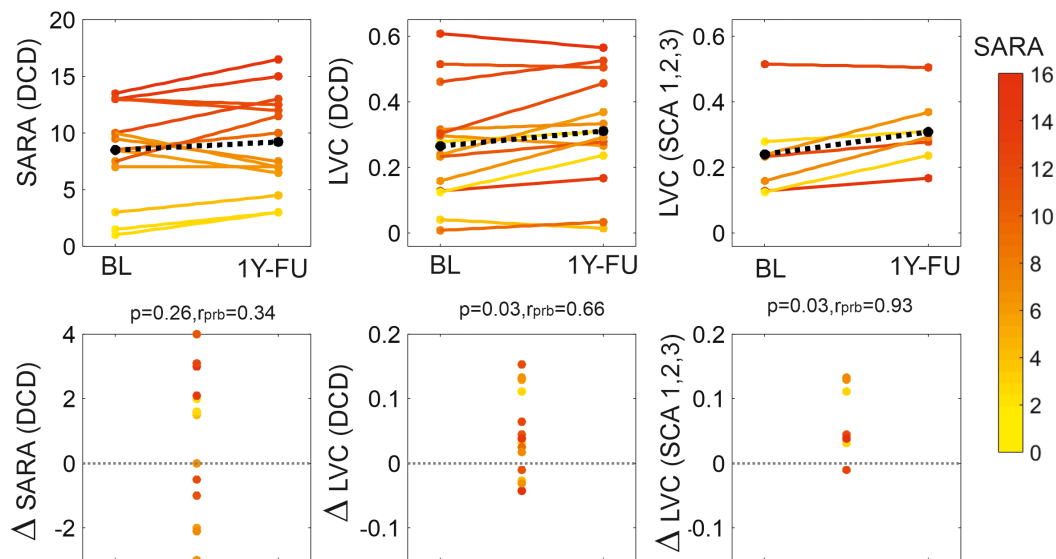 SARA (DCD)
20
15
10
5
0
BL
1Y-FU
LVC (DCD)
0.6
0.4
0.2
0
BL
1Y-FU
LVC (SCA 1,2,3)
0.6
0.4
0.2
0
BL
1Y-FU
SARA
16
14
12
10
8
6
4
2
0
p=0.26,rprb=0.34
p=0.03,rprb=0.66
p=0.03,rprb=0.93
Δ SARA (DCD)
4
2
0
-2
Δ LVC (DCD)
0.2
0.1
0
-0.1
Δ LVC (SCA 1,2,3)
0.2
0.1
0
-0.1